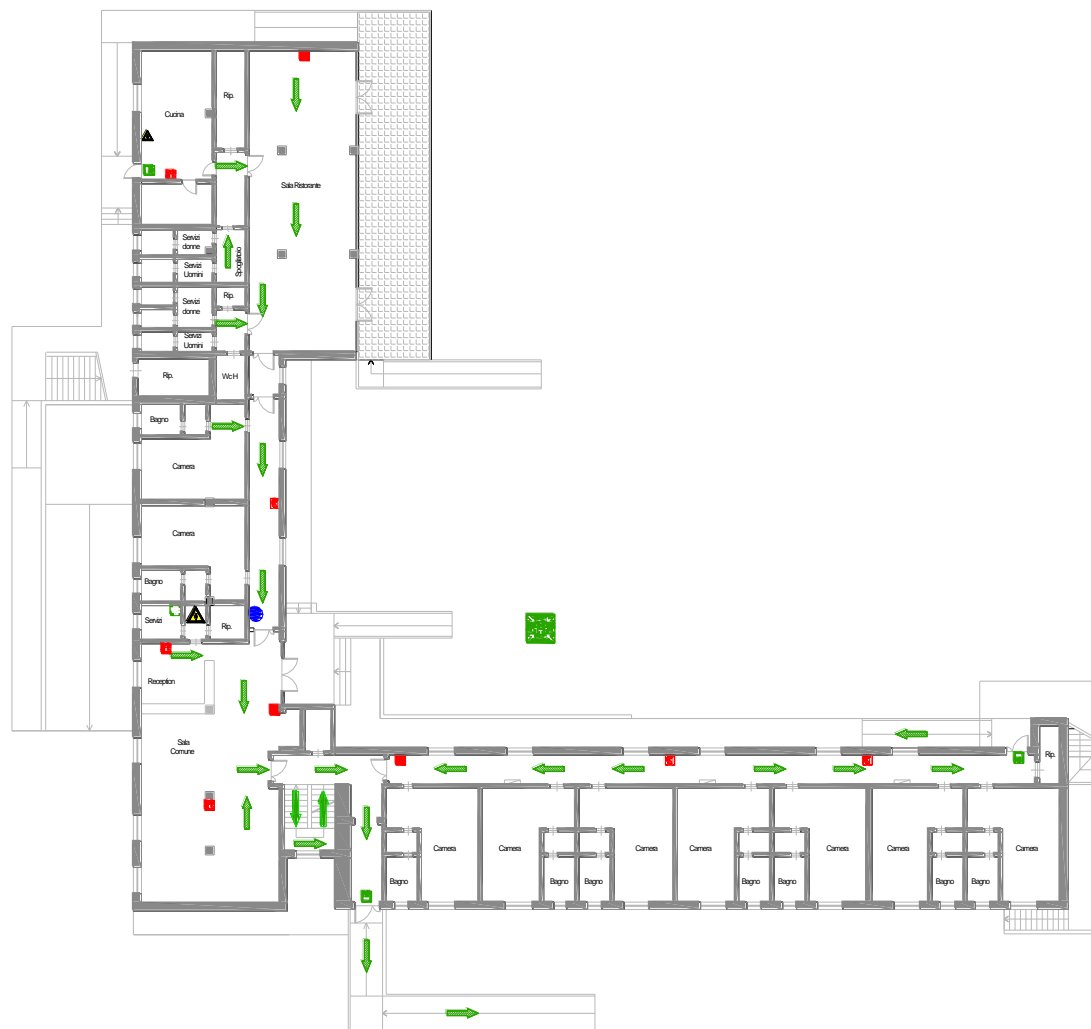 Rip.
Cucina
Sala Ristorante
Servizi
donne
Spogliatoio
Servizi
Uomini
Rip.
Servizi
donne
Servizi
Uomini
Rip.
Wc H
Bagno
Camera
Camera
Bagno
Servizi
Rip.
Reception
Sala
Comune
Rip.
Camera
Camera
Camera
Camera
Camera
Camera
Camera
Bagno
Bagno
Bagno
Bagno
Bagno
Bagno
Bagno